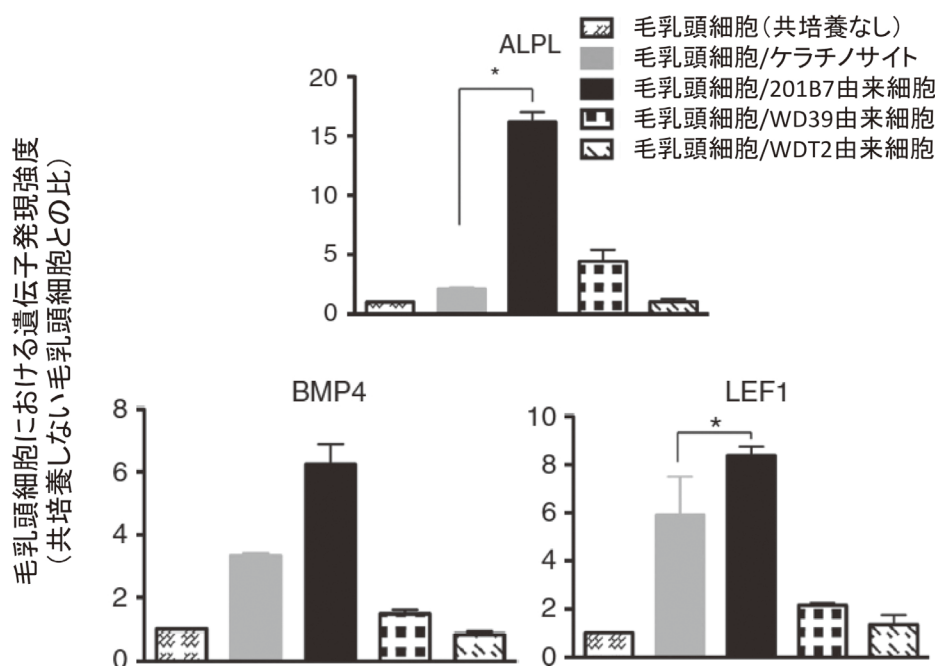 毛乳頭細胞(共培養なし)
毛乳頭細胞/ケラチノサイト
毛乳頭細胞/201B7由来細胞
毛乳頭細胞/WD39由来細胞
毛乳頭細胞/WDT2由来細胞
毛乳頭細胞における遺伝子発現強度
(共培養しない毛乳頭細胞との比)
ALPL
*
20
15
10
5
0
BMP4
8
6
4
2
0
LEF1
*
10
8
6
4
2
0